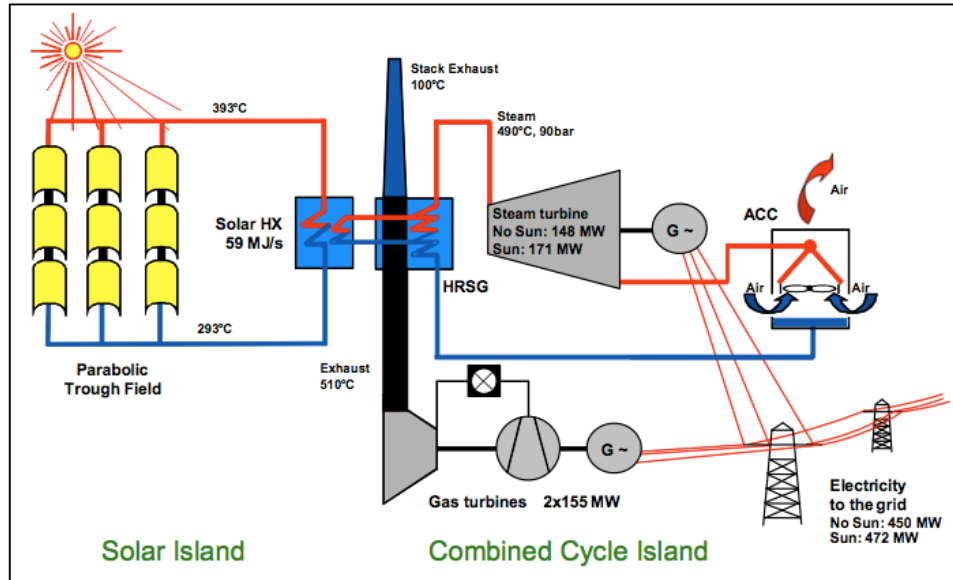 393°C
Stack Exhaust
100°C
Steam
490°C, 90bar
Air
Solar HX
59 MJ/s
Steam turbine
No Sun: 148 MW
Sun: 171 MW
G ~
ACC
Air
Air
HRSG
293°C
Parabolic
Trough Field
Exhaust
510°C
G ~
Gas turbines
2x155 MW
Electricity
to the grid
No Sun: 450 MW
Sun: 472 MW
Solar Island
Combined Cycle Island